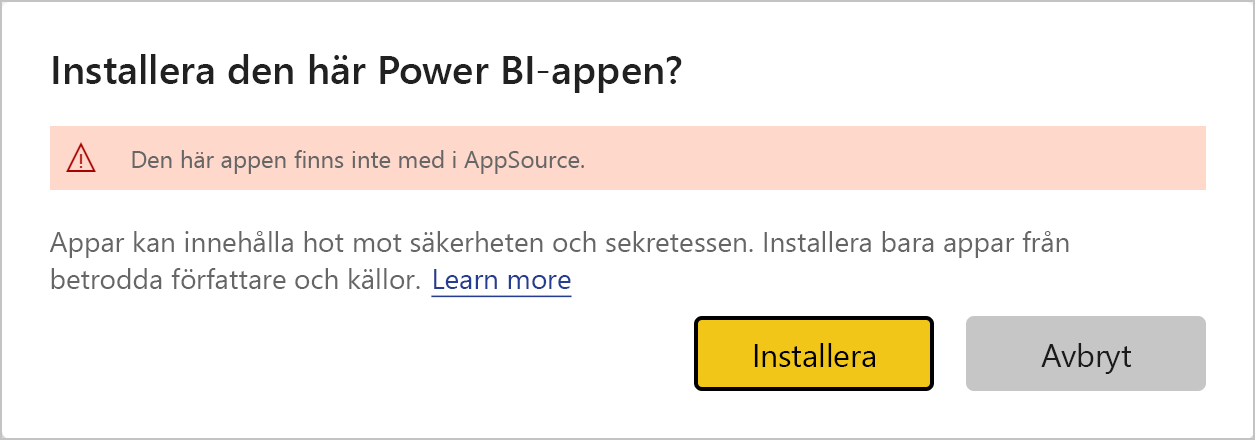 Installera den här Power BI-appen?
Den här appen finns inte med i AppSource.
Appar kan innehålla hot mot säkerheten och sekretessen. Installera bara appar från
betrodda författare och källor. Learn more
Installera Avbryt